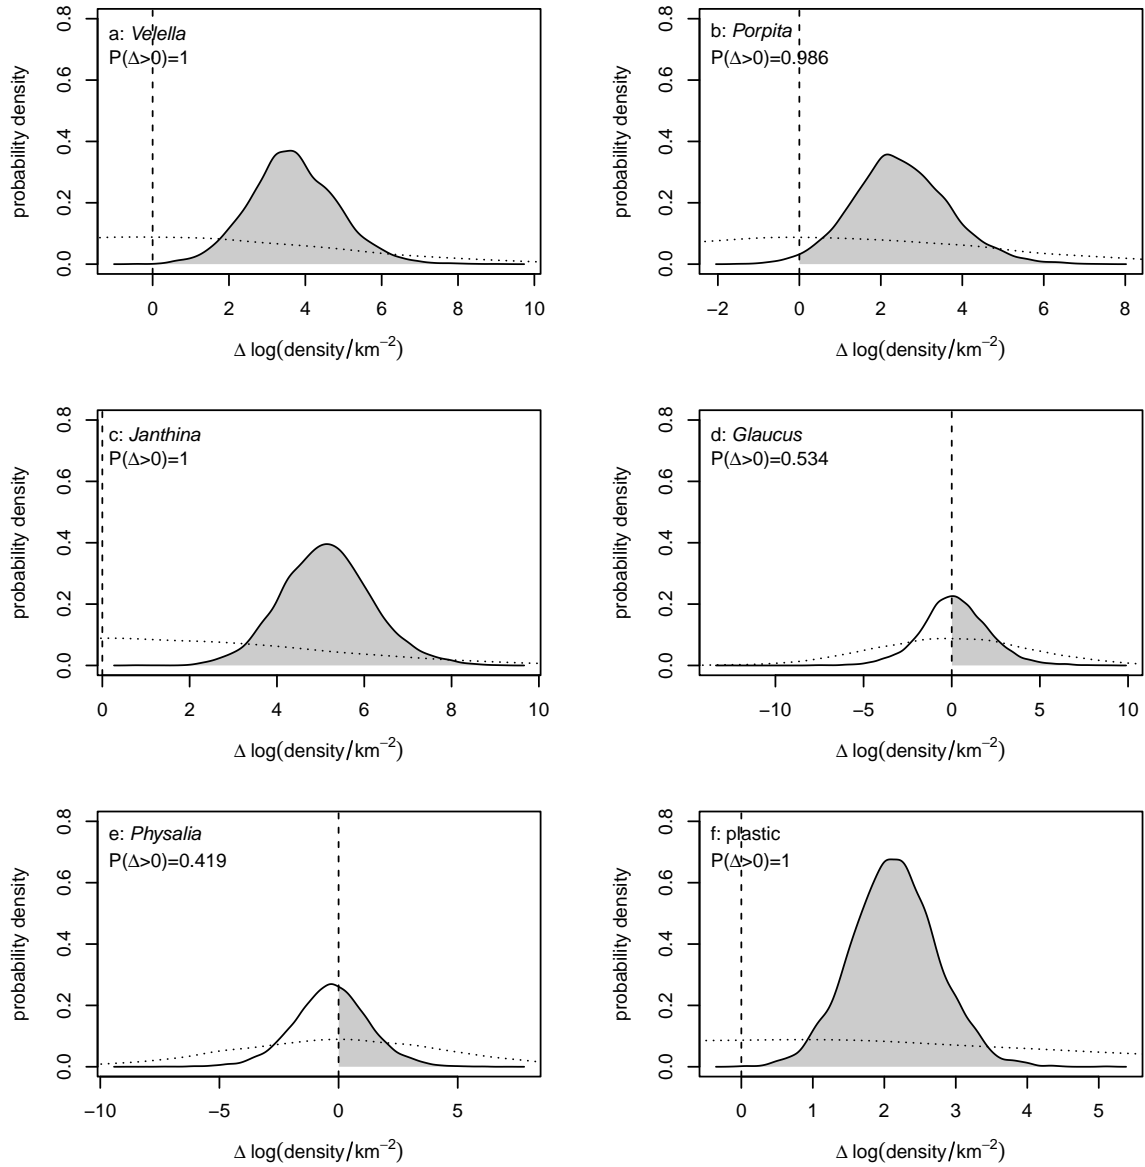 a: Velella
P(Δ>0)=1
probability density
0.0 0.2 0.4 0.6 0.8
0 2 4 6 8 10
Δ log(density/km⁻²)
b: Porpita
P(Δ>0)=0.986
probability density
0.0 0.2 0.4 0.6 0.8
−2 0 2 4 6 8
Δ log(density/km⁻²)
c: Janthina
P(Δ>0)=1
probability density
0.0 0.2 0.4 0.6 0.8
0 2 4 6 8 10
Δ log(density/km⁻²)
d: Glaucus
P(Δ>0)=0.534
probability density
0.0 0.2 0.4 0.6 0.8
−10 −5 0 5 10
Δ log(density/km⁻²)
e: Physalia
P(Δ>0)=0.419
probability density
0.0 0.2 0.4 0.6 0.8
−10 −5 0 5
Δ log(density/km⁻²)
f: plastic
P(Δ>0)=1
probability density
0.0 0.2 0.4 0.6 0.8
0 1 2 3 4 5
Δ log(density/km⁻²)